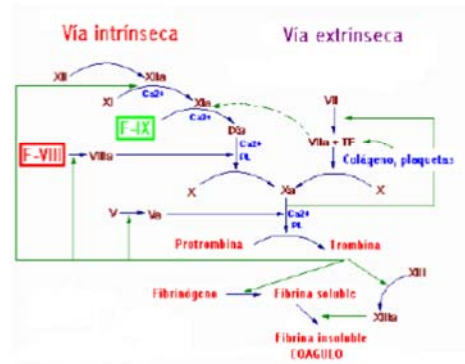 Vía intrínseca
Vía extrínseca
XII
XIIa
XI
Ca2+
XIa
F-IX
Ca2+
IXa
VII
VIIa + TF
Colágeno, plaquetas
F-VIII
VIIIa
Ca2+
PL
X
Xa
X
V
Va
Ca2+
PL
Protrombina
Trombina
XIII
Fibrinógeno
Fibrina soluble
XIIIa
Fibrina insoluble
COAGULO